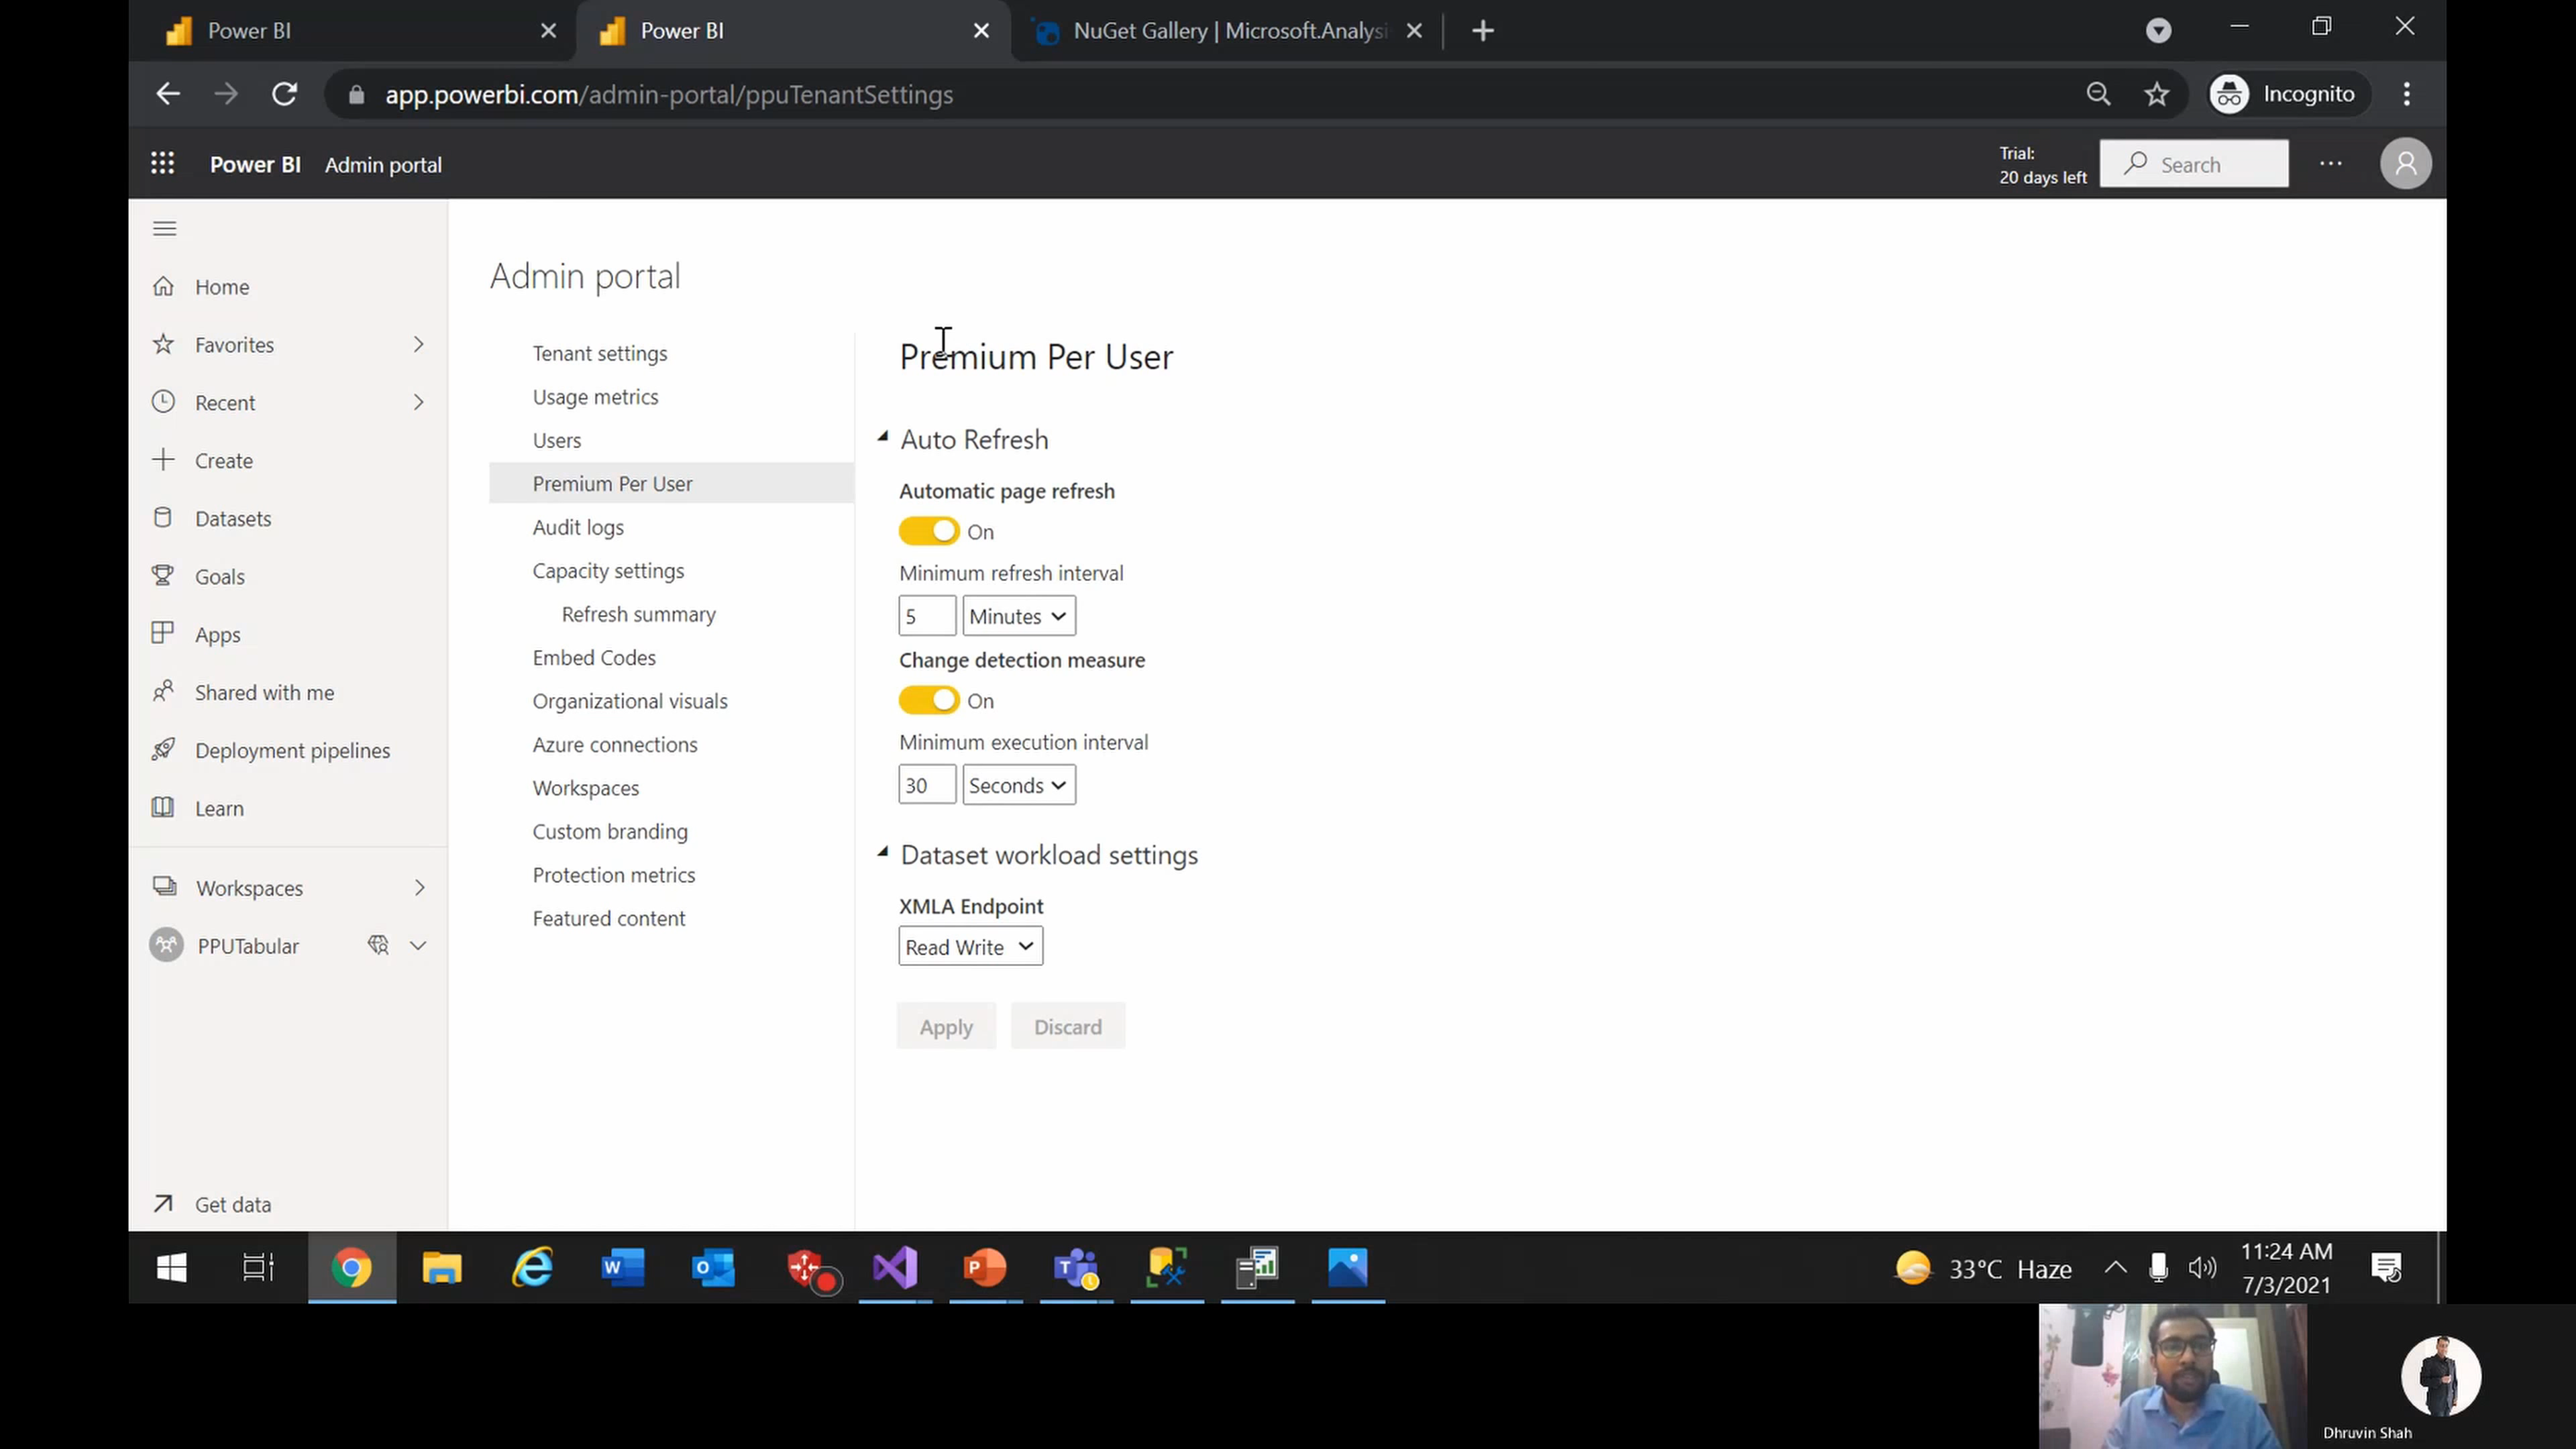 Power BI
Power BI
NuGet Gallery | Microsoft.Analysi
app.powerbi.com/admin-portal/ppuTenantSettings
Incognito
Power BI Admin portal
Trial:
20 days left
Search
Home
Favorites
Recent
Create
Datasets
Goals
Apps
Shared with me
Deployment pipelines
Learn
Workspaces
PPUTabular
Get data
Admin portal
Tenant settings
Usage metrics
Users
Premium Per User
Audit logs
Capacity settings
Refresh summary
Embed Codes
Organizational visuals
Azure connections
Workspaces
Custom branding
Protection metrics
Featured content
Premium Per User
Auto Refresh
Automatic page refresh
On
Minimum refresh interval
5 Minutes
Change detection measure
On
Minimum execution interval
30 Seconds
Dataset workload settings
XMLA Endpoint
Read Write
Apply Discard
33°C Haze
11:24 AM
7/3/2021
Dhruvin Shah